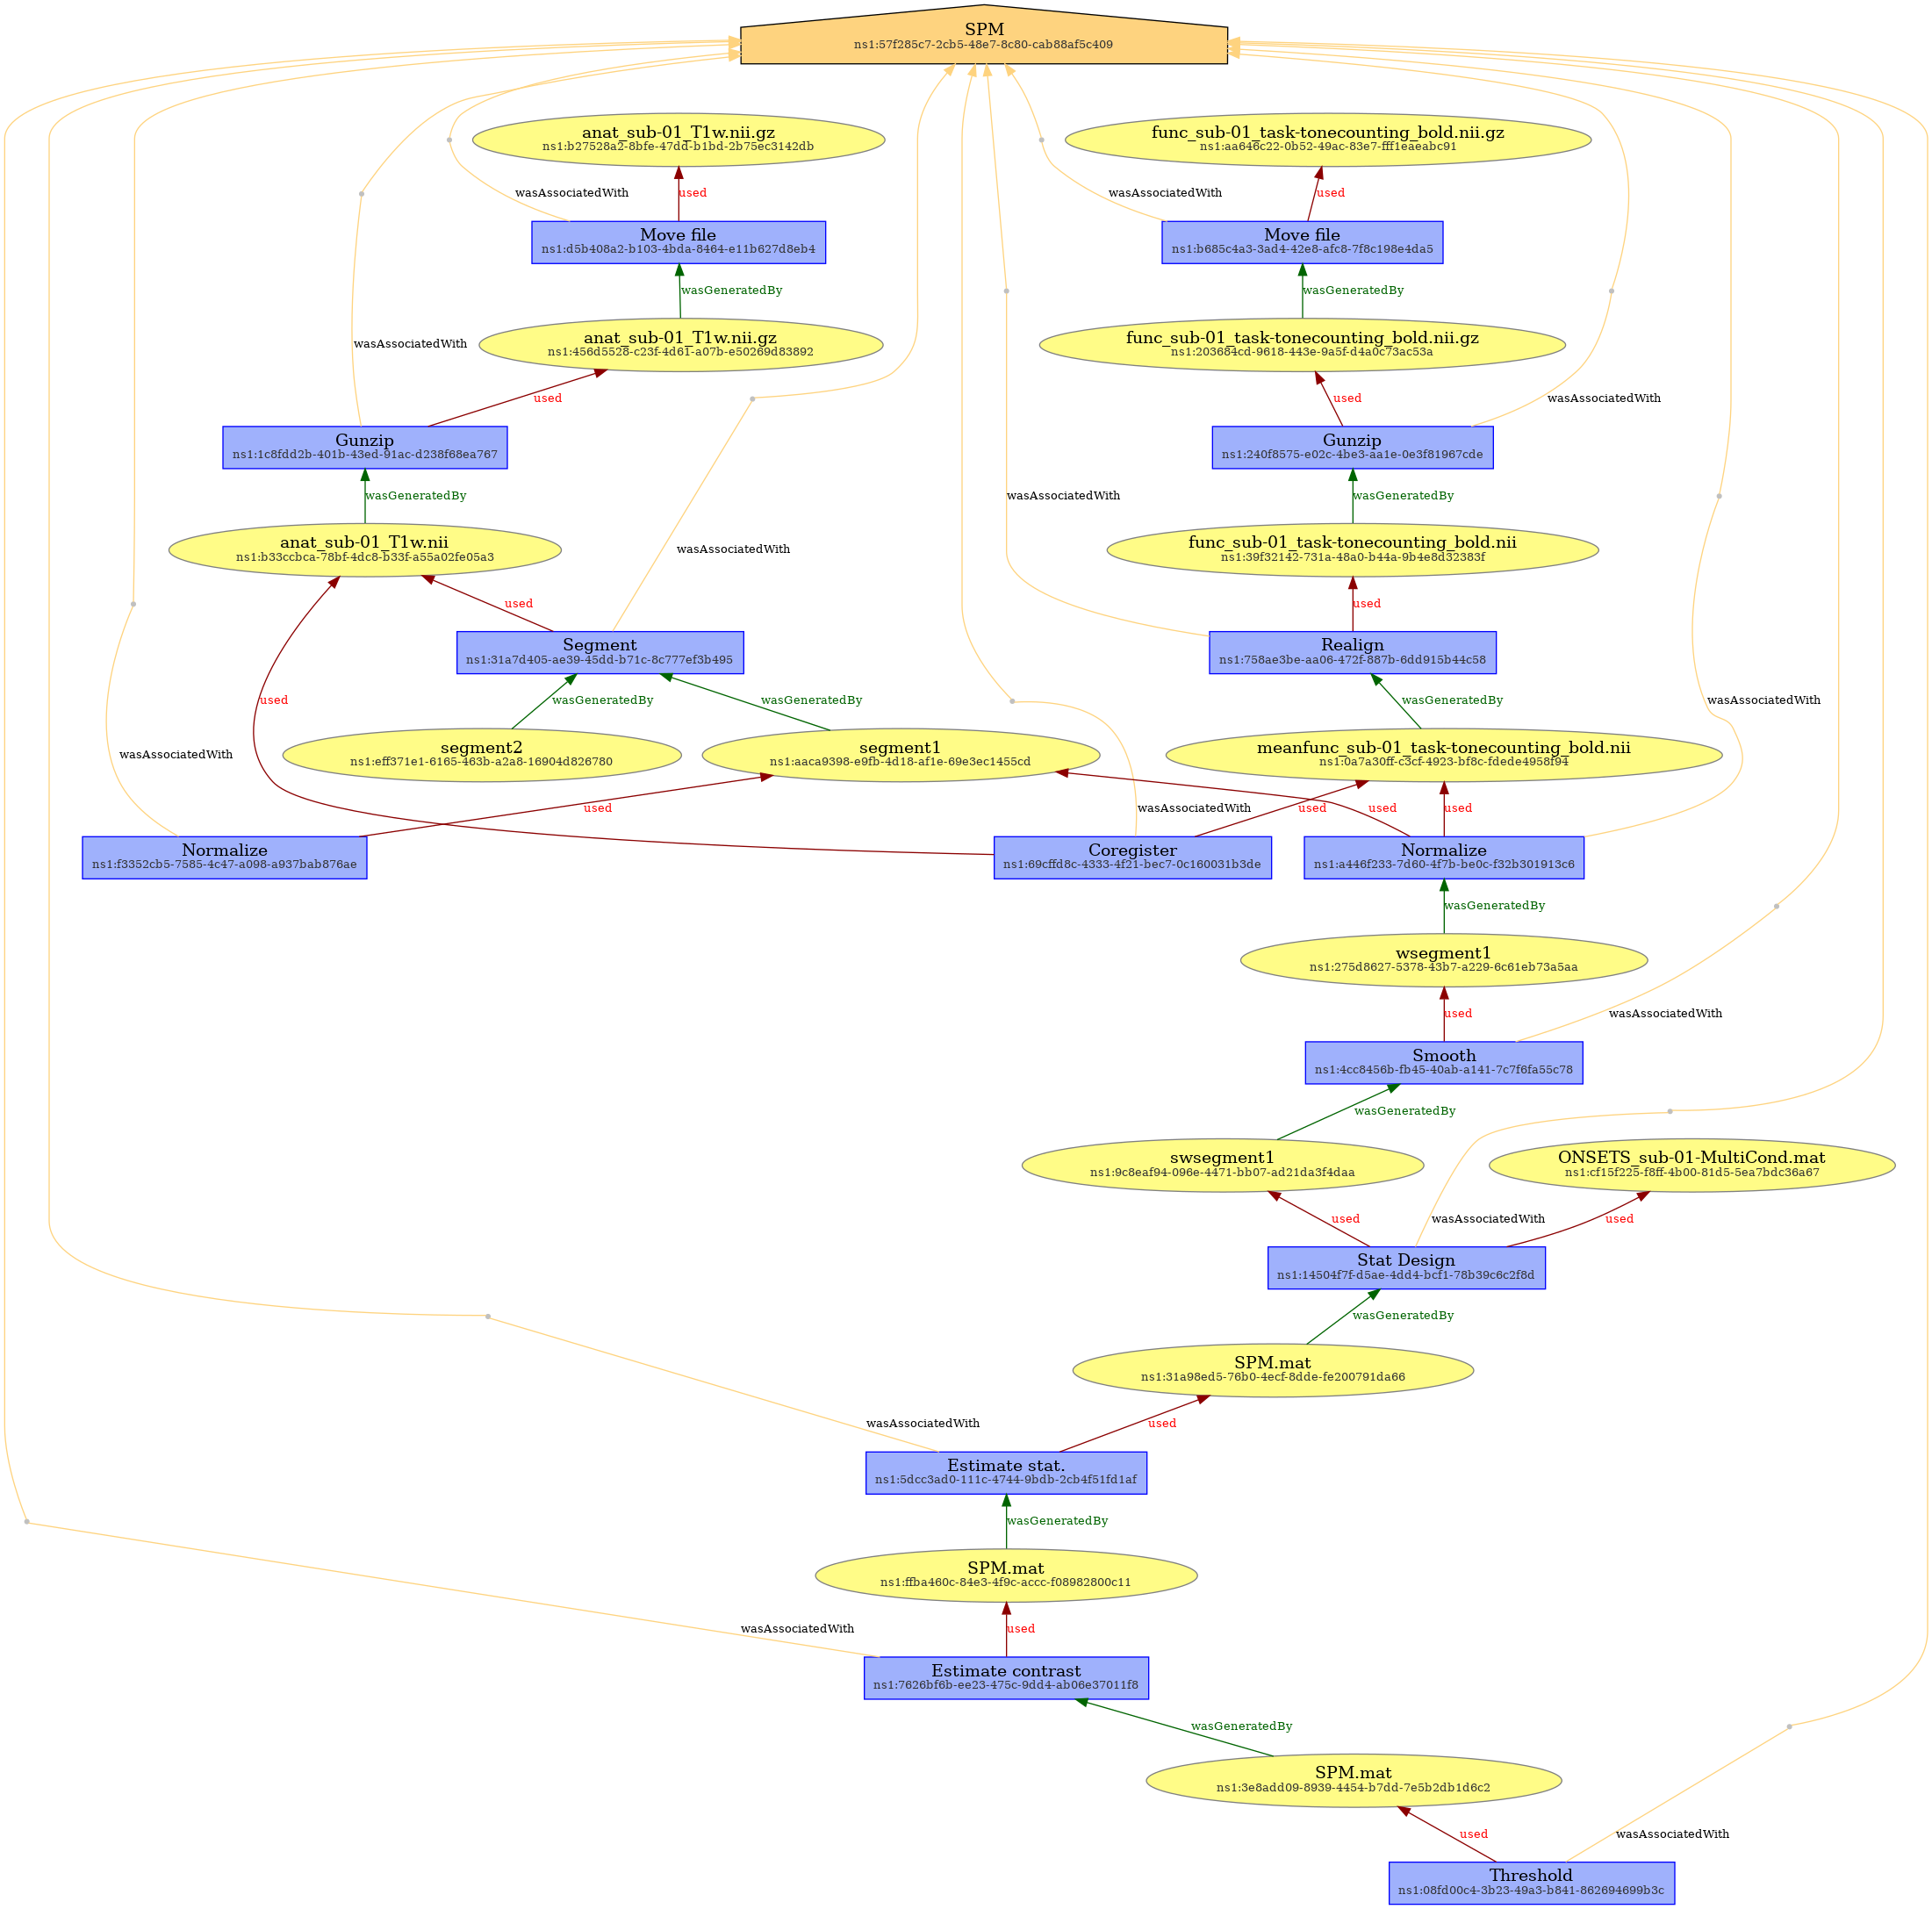 SPM
ns1:57f285c7-2cb5-48e7-8c80-cab88af5c409
anat_sub-01_T1w.nii.gz
ns1:b27528a2-8bfe-47dd-b1bd-2b75ec3142db
func_sub-01_task-tonecounting_bold.nii.gz
ns1:aa646c22-0b52-49ac-83e7-fff1eaeabc91
wasAssociatedWith
used
wasAssociatedWith
used
Move file
ns1:d5b408a2-b103-4bda-8464-e11b627d8eb4
Move file
ns1:b685c4a3-3ad4-42e8-afc8-7f8c198e4da5
wasGeneratedBy
wasGeneratedBy
anat_sub-01_T1w.nii.gz
ns1:456d5528-c23f-4d61-a07b-e50269d83892
func_sub-01_task-tonecounting_bold.nii.gz
ns1:203684cd-9618-443e-9a5f-d4a0c73ac53a
wasAssociatedWith
used
used
wasAssociatedWith
Gunzip
ns1:1c8fdd2b-401b-43ed-91ac-d238f68ea767
Gunzip
ns1:240f8575-e02c-4be3-aa1e-0e3f81967cde
wasGeneratedBy
wasAssociatedWith
wasGeneratedBy
anat_sub-01_T1w.nii
ns1:b33ccbca-78bf-4dc8-b33f-a55a02fe05a3
wasAssociatedWith
func_sub-01_task-tonecounting_bold.nii
ns1:39f32142-731a-48a0-b44a-9b4e8d32383f
used
used
Segment
ns1:31a7d405-ae39-45dd-b71c-8c777ef3b495
Realign
ns1:758ae3be-aa06-472f-887b-6dd915b44c58
used
wasGeneratedBy
wasGeneratedBy
wasGeneratedBy
wasAssociatedWith
wasAssociatedWith
segment2
ns1:eff371e1-6165-463b-a2a8-16904d826780
segment1
ns1:aaca9398-e9fb-4d18-af1e-69e3ec1455cd
meanfunc_sub-01_task-tonecounting_bold.nii
ns1:0a7a30ff-c3cf-4923-bf8c-fdede4958f94
used
wasAssociatedWith
used
used
used
Normalize
ns1:f3352cb5-7585-4c47-a098-a937bab876ae
Coregister
ns1:69cffd8c-4333-4f21-bec7-0c160031b3de
Normalize
ns1:a446f233-7d60-4f7b-be0c-f32b301913c6
wasGeneratedBy
wsegment1
ns1:275d8627-5378-43b7-a229-6c61eb73a5aa
used
wasAssociatedWith
Smooth
ns1:4cc8456b-fb45-40ab-a141-7c7f6fa55c78
wasGeneratedBy
swsegment1
ns1:9c8eaf94-096e-4471-bb07-ad21da3f4daa
ONSETS_sub-01-MultiCond.mat
ns1:cf15f225-f8ff-4b00-81d5-5ea7bdc36a67
used
wasAssociatedWith
used
Stat Design
ns1:14504f7f-d5ae-4dd4-bcf1-78b39c6c2f8d
wasGeneratedBy
SPM.mat
ns1:31a98ed5-76b0-4ecf-8dde-fe200791da66
wasAssociatedWith
used
Estimate stat.
ns1:5dcc3ad0-111c-4744-9bdb-2cb4f51fd1af
wasGeneratedBy
SPM.mat
ns1:ffba460c-84e3-4f9c-accc-f08982800c11
wasAssociatedWith
used
Estimate contrast
ns1:7626bf6b-ee23-475c-9dd4-ab06e37011f8
wasGeneratedBy
SPM.mat
ns1:3e8add09-8939-4454-b7dd-7e5b2db1d6c2
used
wasAssociatedWith
Threshold
ns1:08fd00c4-3b23-49a3-b841-862694699b3c